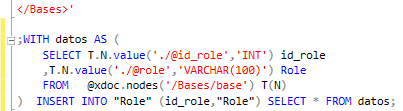 </Bases>'
;WITH datos AS (
SELECT T.N.value('./@id_role','INT') id_role
,T.N.value('./@role','VARCHAR(100)') Role
FROM @xdoc.nodes('/Bases/base') T(N)
) INSERT INTO "Role" (id_role,"Role") SELECT * FROM datos;